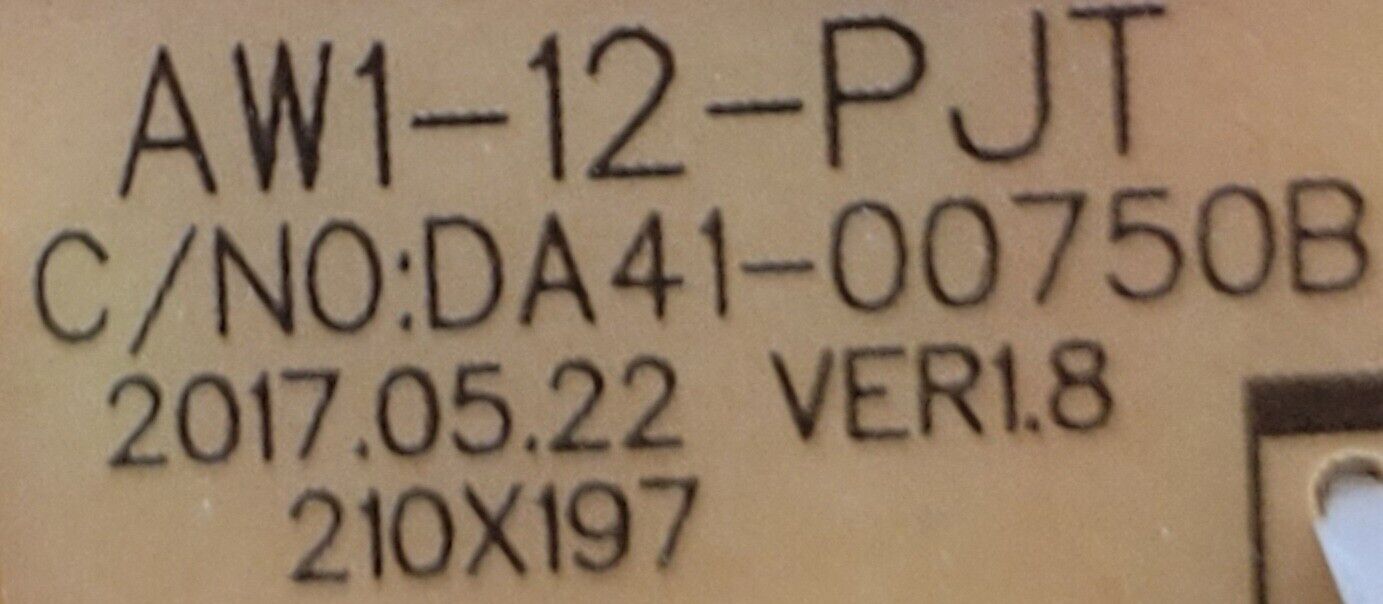 AW1-12-PJT
C/NO:DA41-00750B
2017.05.22 VER1.8
210X197